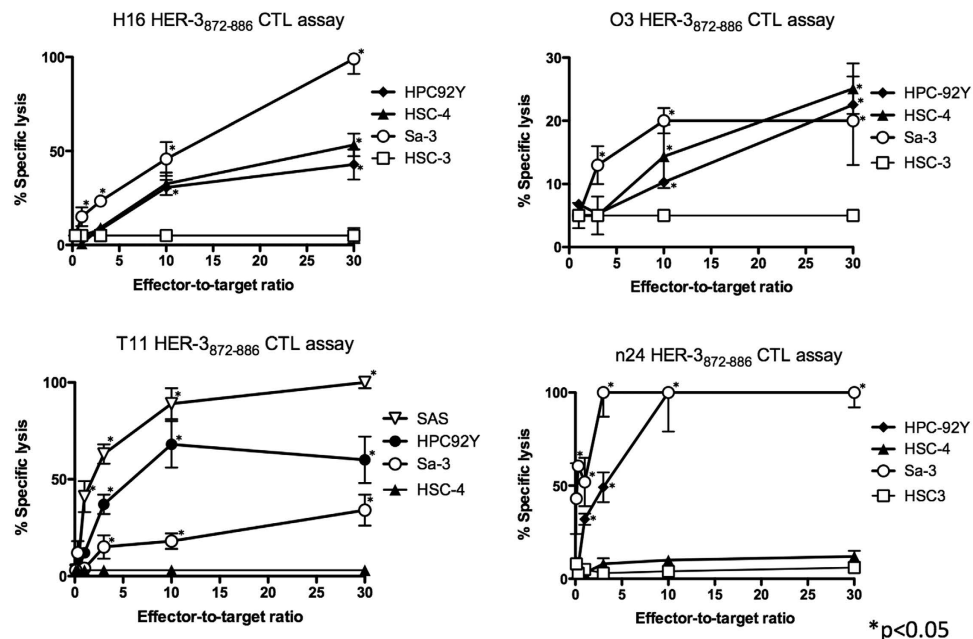 H16 HER-3872-886 CTL assay
% Specific lysis
100
50
0
0 5 10 15 20 25 30
Effector-to-target ratio
* * * * * * *
HPC92Y
HSC-4
Sa-3
HSC-3
O3 HER-3872-886 CTL assay
% Specific lysis
30
20
10
0
0 5 10 15 20 25 30
Effector-to-target ratio
* * * * * * *
HPC-92Y
HSC-4
Sa-3
HSC-3
T11 HER-3872-886 CTL assay
% Specific lysis
100
50
0
0 5 10 15 20 25 30
Effector-to-target ratio
* * * * * * * * * *
SAS
HPC92Y
Sa-3
HSC-4
n24 HER-3872-886 CTL assay
% Specific lysis
100
50
0
0 5 10 15 20 25 30
Effector-to-target ratio
* * * * * * *
HPC-92Y
HSC-4
Sa-3
HSC3
*p<0.05